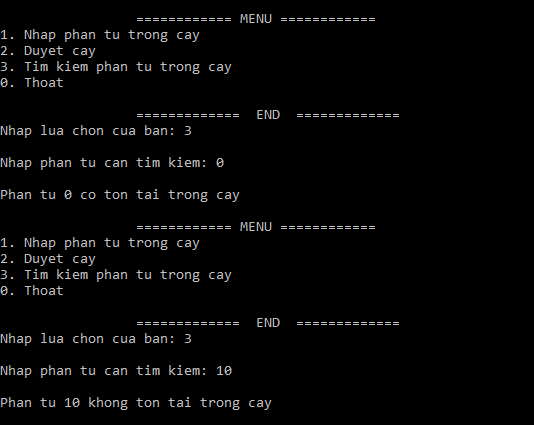 ============ MENU ============
1. Nhap phan tu trong cay
2. Duyet cay
3. Tim kiem phan tu trong cay
0. Thoat
============= END =============
Nhap lua chon cua ban: 3
Nhap phan tu can tim kiem: 0
Phan tu 0 co ton tai trong cay
============ MENU ============
1. Nhap phan tu trong cay
2. Duyet cay
3. Tim kiem phan tu trong cay
0. Thoat
============= END =============
Nhap lua chon cua ban: 3
Nhap phan tu can tim kiem: 10
Phan tu 10 khong ton tai trong cay